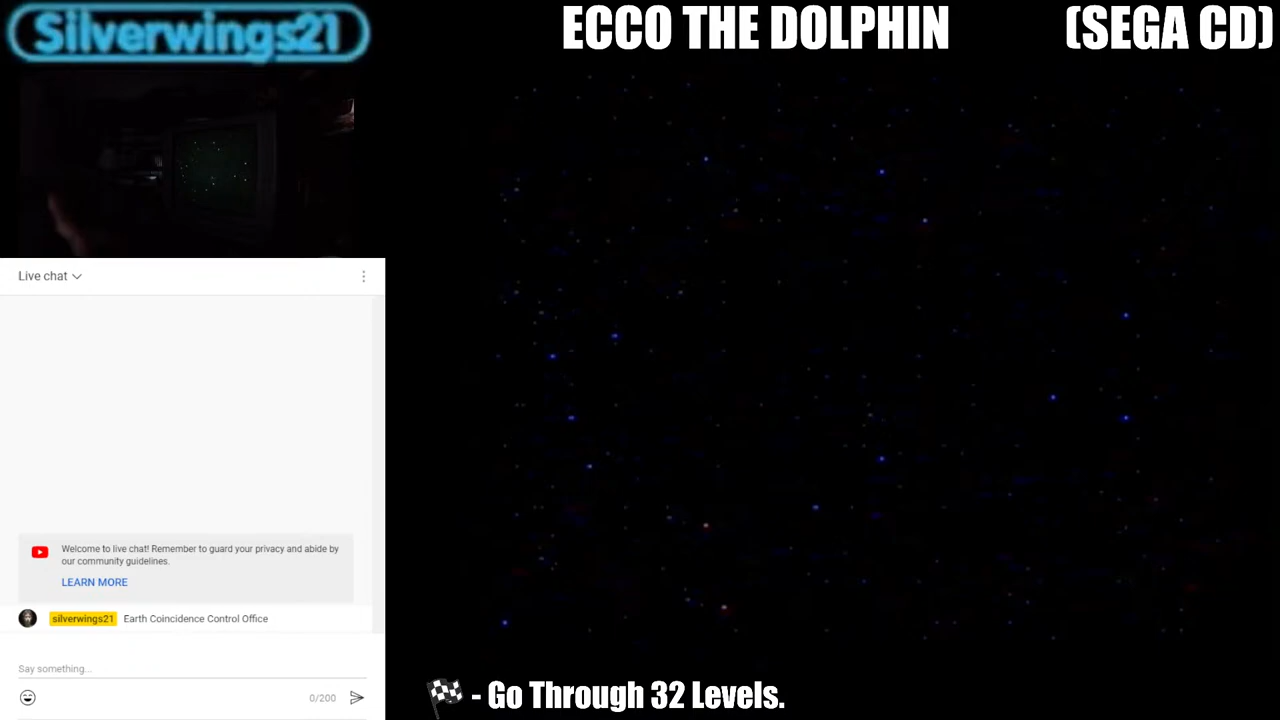 Silverwings21
ECCO THE DOLPHIN (SEGA CD)
Live chat
Welcome to live chat! Remember to guard your privacy and abide by
our community guidelines.
LEARN MORE
silverwings21 Earth Coincidence Control Office
Say something...
0/200
- Go Through 32 Levels.